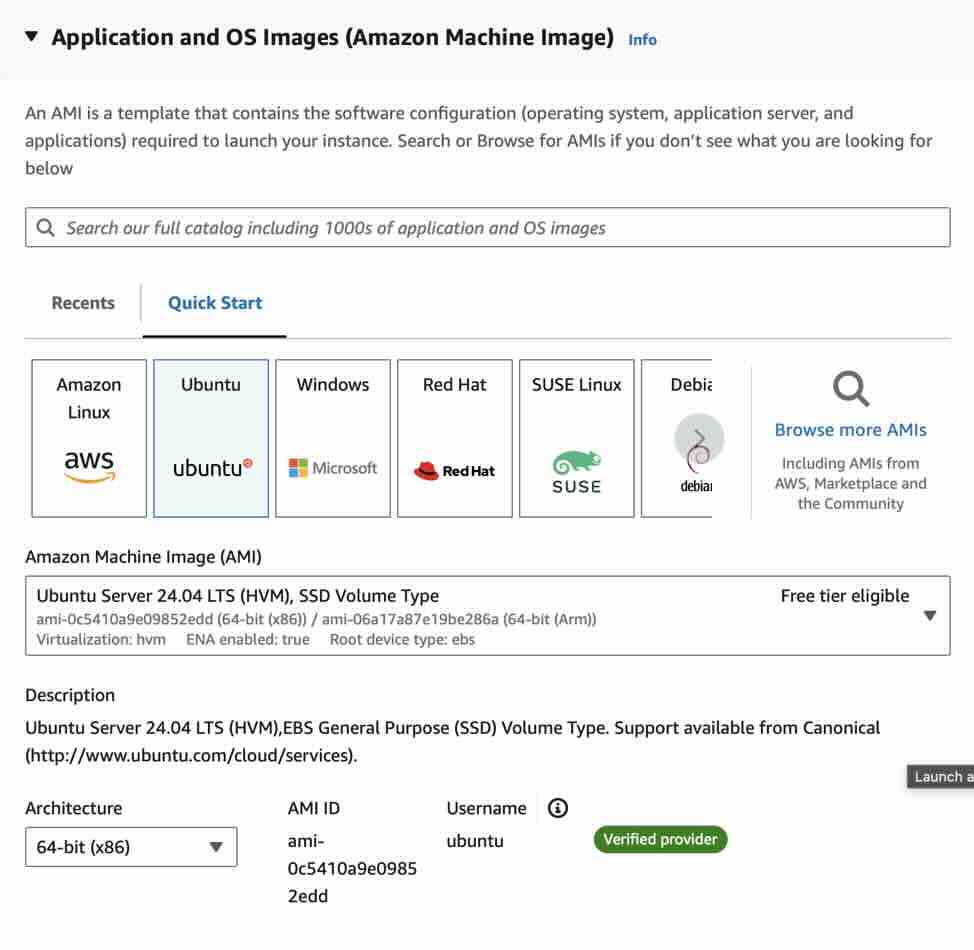 Application and OS Images (Amazon Machine Image) Info
An AMI is a template that contains the software configuration (operating system, application server, and
applications) required to launch your instance. Search or Browse for AMIs if you don't see what you are looking for
below
Search our full catalog including 1000s of application and OS images
Recents
Quick Start
Amazon
Linux
aws
Ubuntu
ubuntu
Windows
Microsoft
Red Hat
Red Hat
SUSE Linux
SUSE
Debia
debian
Browse more AMIs
Including AMIs from
AWS, Marketplace and
the Community
Amazon Machine Image (AMI)
Ubuntu Server 24.04 LTS (HVM), SSD Volume Type Free tier eligible
ami-0c5410a9e09852edd (64-bit (x86)) / ami-06a17a87e19be286a (64-bit (Arm))
Virtualization: hvm ENA enabled: true Root device type: ebs
Description
Ubuntu Server 24.04 LTS (HVM),EBS General Purpose (SSD) Volume Type. Support available from Canonical
(http://www.ubuntu.com/cloud/services).
Launch a
Architecture
64-bit (x86)
AMI ID
ami-
0c5410a9e0985
2edd
Username
ubuntu
Verified provider